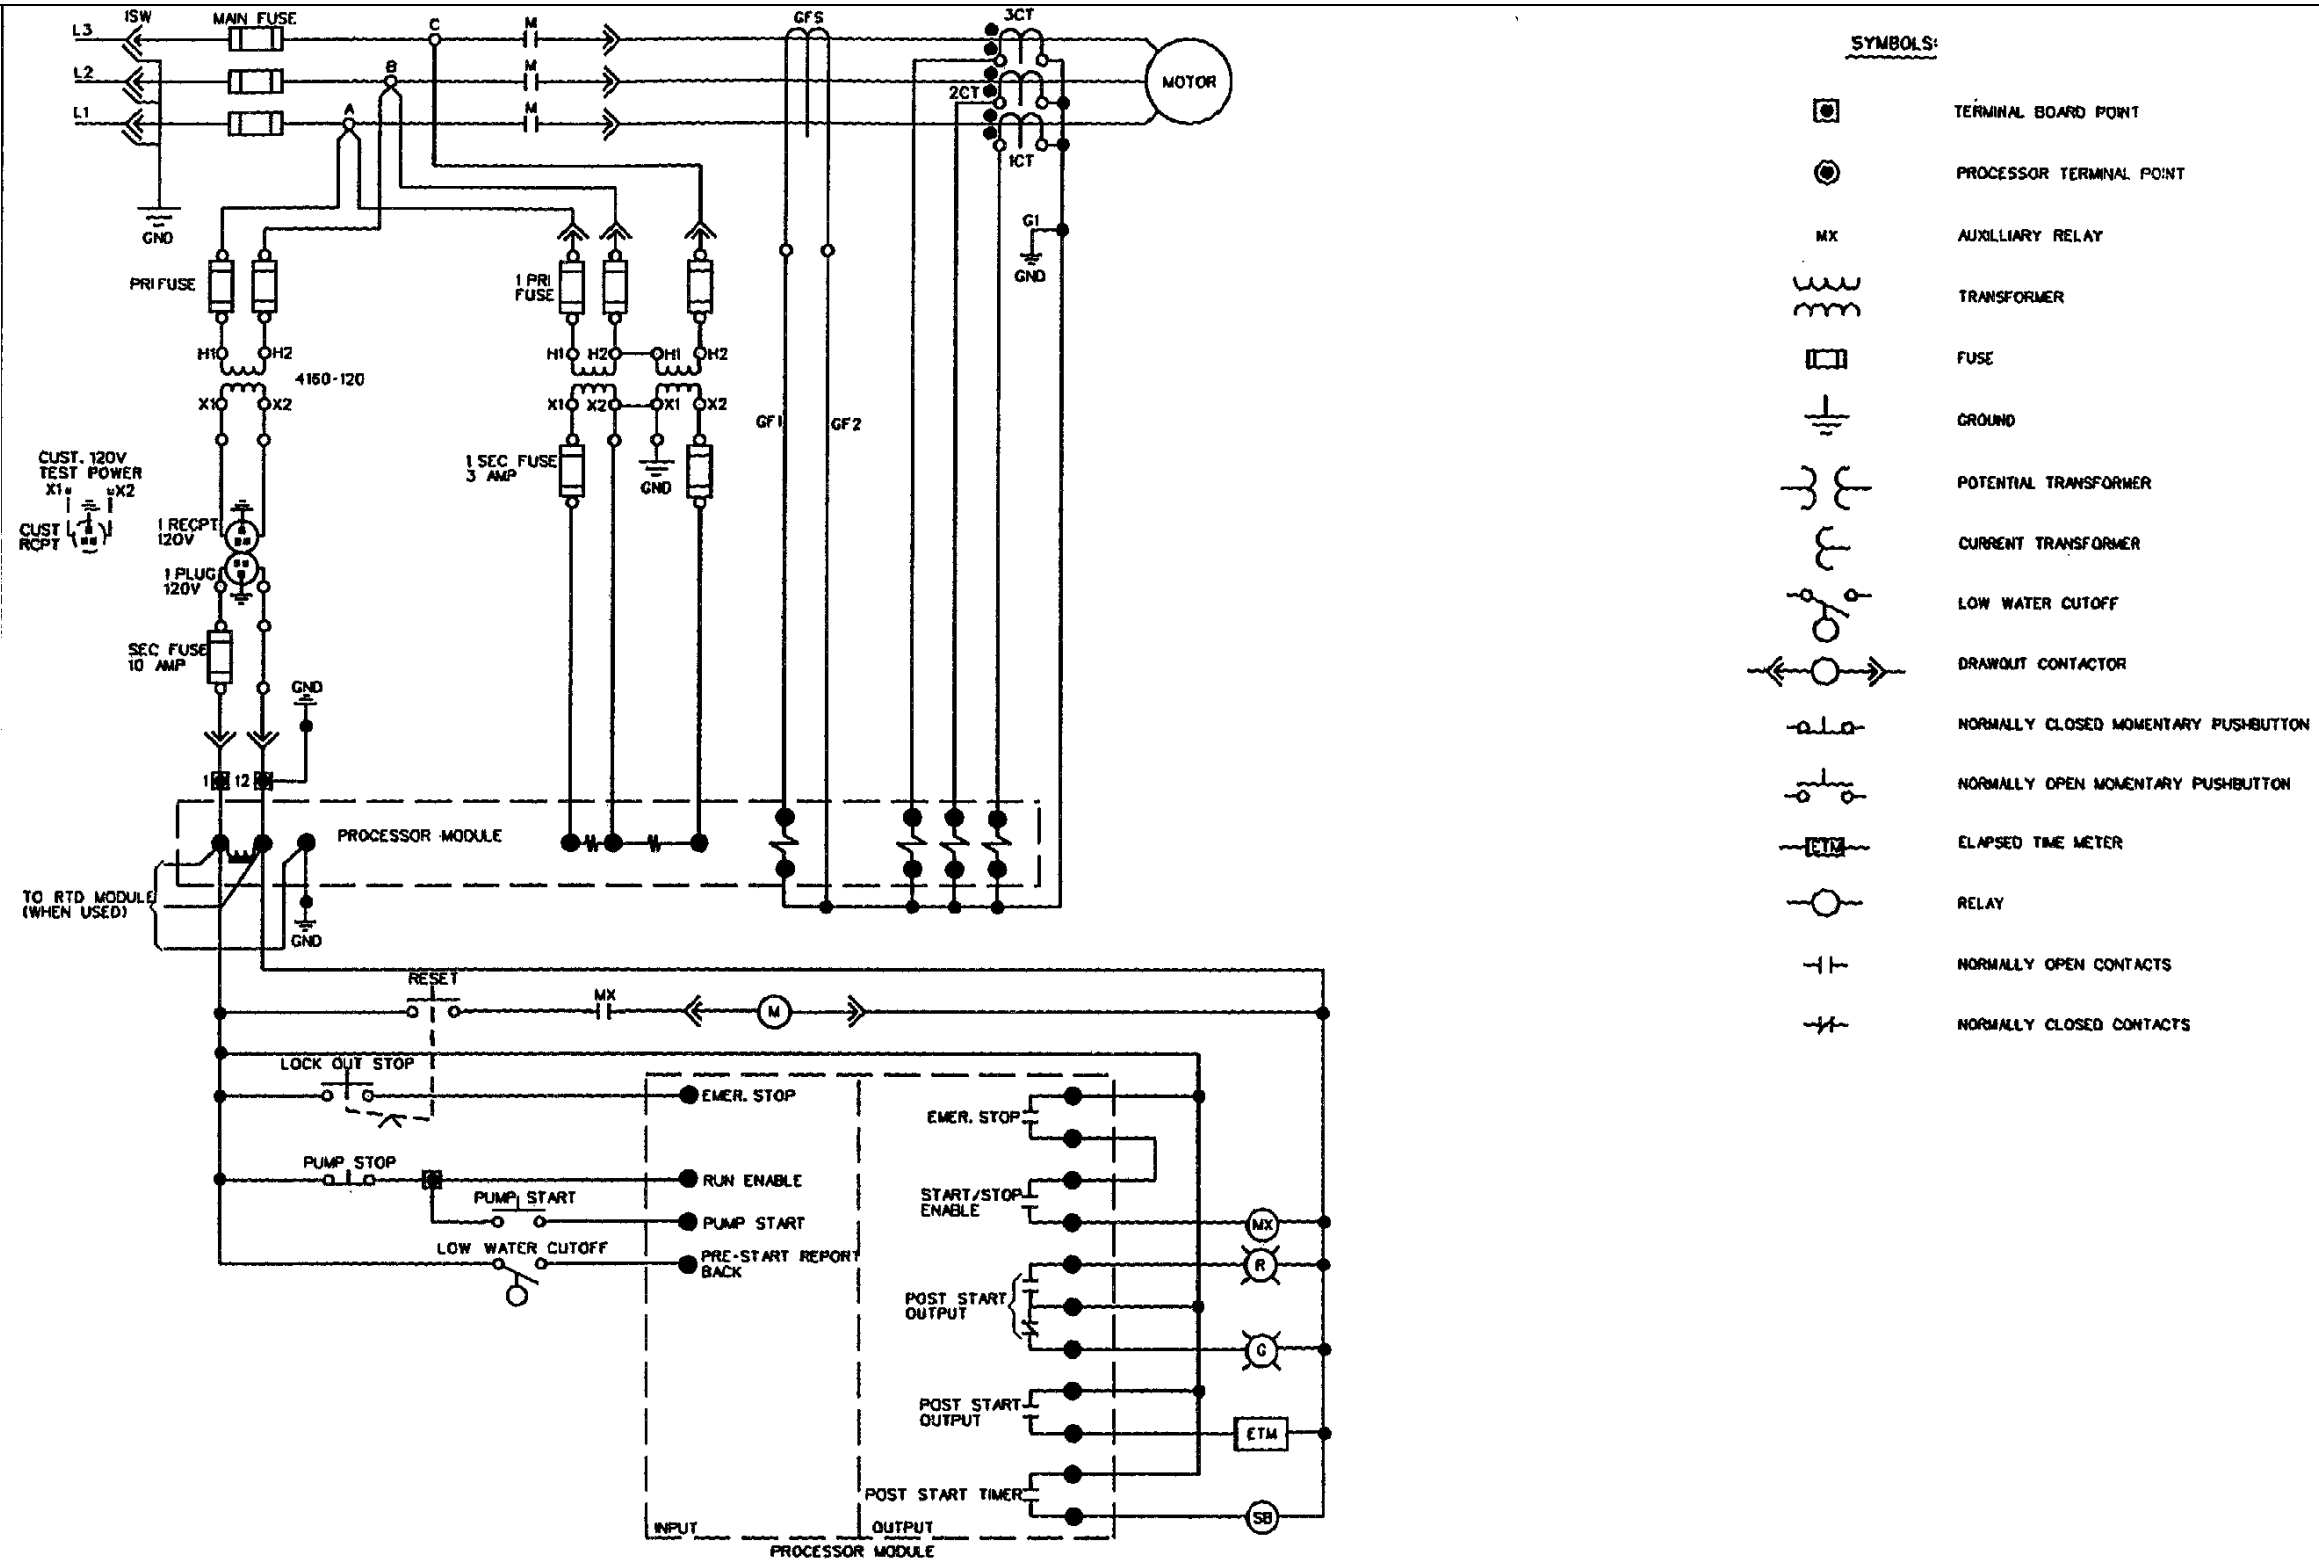 1SW
MAIN FUSE
C
M
GFS
3CT
L3
L2
B
M
MOTOR
2CT
L1
A
M
1CT
G1
GND
GND
PRI FUSE
1 PRI
FUSE
H1
H2
H1
H2
H1
H2
4160-120
X1
X2
X1
X2
X1
X2
GF1
GF2
CUST. 120V
TEST POWER
X1
X2
CUST
RCPT
1 RECPT
120V
1 PLUG
120V
1 SEC FUSE
3 AMP
GND
SEC FUSE
10 AMP
GND
1
12
PROCESSOR MODULE
TO RTD MODULE
(WHEN USED)
GND
RESET
MX
M
LOCK OUT STOP
EMER. STOP
EMER. STOP
PUMP STOP
RUN ENABLE
PUMP START
PUMP START
START/STOP
ENABLE
MX
LOW WATER CUTOFF
PRE-START REPORT
BACK
R
POST START
OUTPUT
G
POST START
OUTPUT
ETM
POST START TIMER
SB
INPUT
OUTPUT
PROCESSOR MODULE
SYMBOLS:
TERMINAL BOARD POINT
PROCESSOR TERMINAL POINT
MX
AUXILLIARY RELAY
TRANSFORMER
FUSE
GROUND
POTENTIAL TRANSFORMER
CURRENT TRANSFORMER
LOW WATER CUTOFF
DRAWOUT CONTACTOR
NORMALLY CLOSED MOMENTARY PUSHBUTTON
NORMALLY OPEN MOMENTARY PUSHBUTTON
ETM
ELAPSED TIME METER
RELAY
NORMALLY OPEN CONTACTS
NORMALLY CLOSED CONTACTS